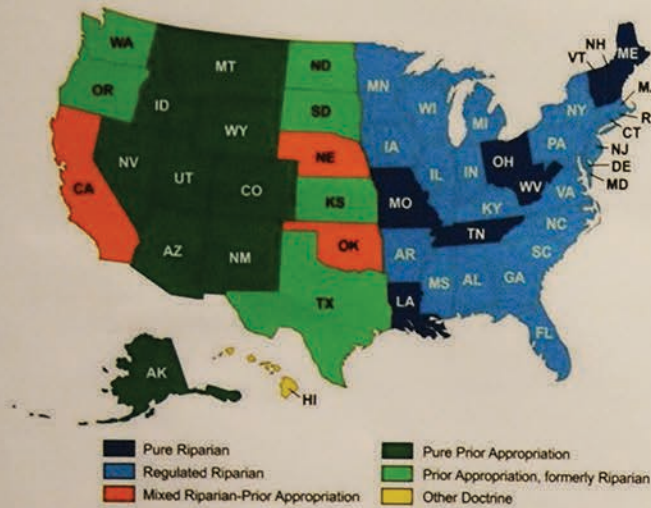 WA
MT
ND
OR
ID
SD
WY
MN
WI
MI
NH
VT
ME
NY
CT
NJ
DE
MD
PA
IA
NE
NV
UT
CO
CA
KS
MO
IL
IN
OH
WV
VA
KY
NC
TN
SC
AZ
NM
OK
AR
MS
AL
GA
TX
LA
FL
AK
HI
Pure Riparian
Regulated Riparian
Mixed Riparian-Prior Appropriation
Pure Prior Appropriation
Prior Appropriation, formerly Riparian
Other Doctrine